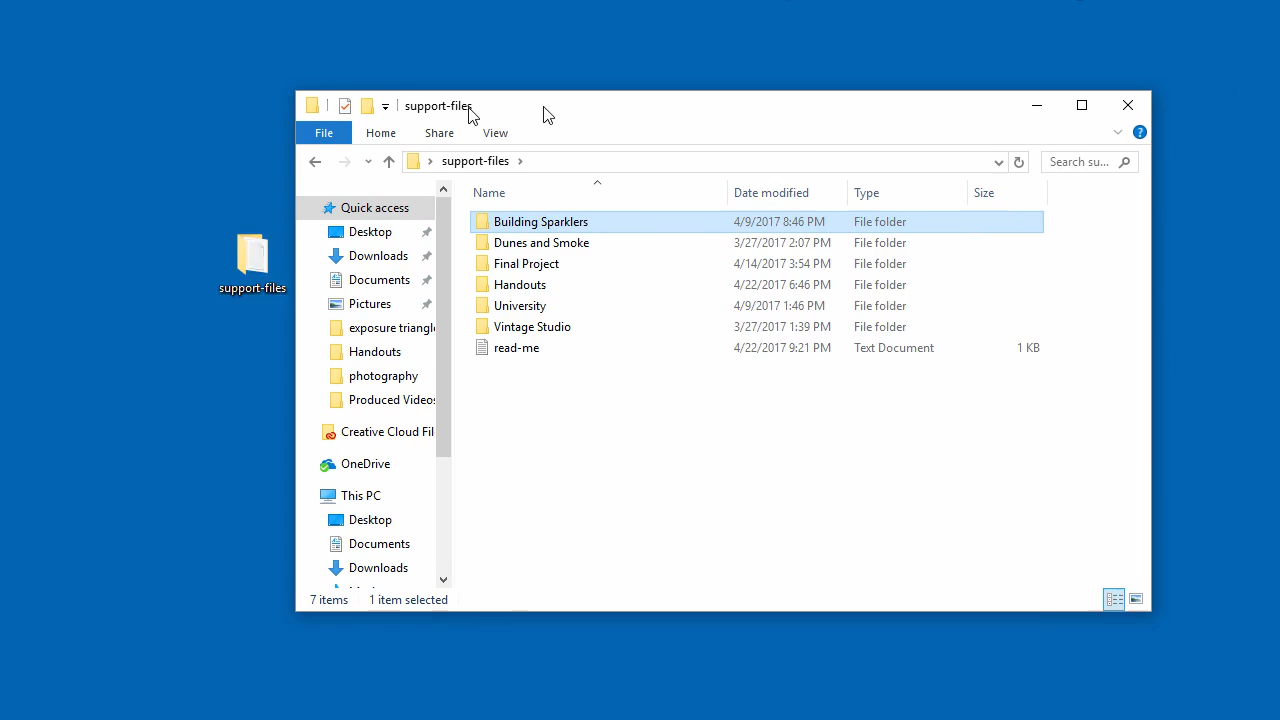 support-files
File Home Share View
support-files
Search su...
Name Date modified Type Size
Quick access
Desktop
Downloads
Documents
Pictures
exposure triangl
Handouts
photography
Produced Videos
Creative Cloud Fil
OneDrive
This PC
Desktop
Documents
Downloads
Building Sparklers 4/9/2017 8:46 PM File folder
Dunes and Smoke 3/27/2017 2:07 PM File folder
Final Project 4/14/2017 3:54 PM File folder
Handouts 4/22/2017 6:46 PM File folder
University 4/9/2017 1:46 PM File folder
Vintage Studio 3/27/2017 1:39 PM File folder
read-me 4/22/2017 9:21 PM Text Document 1 KB
7 items 1 item selected
support-files